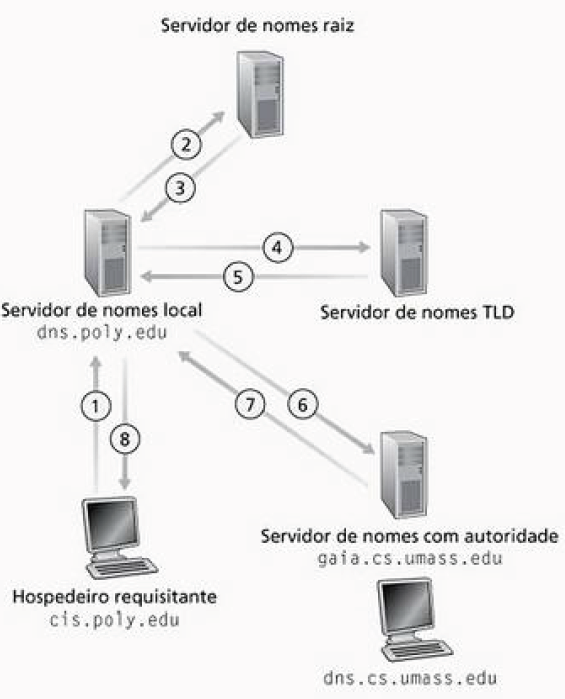 Servidor de nomes raiz
2
3
4
5
Servidor de nomes local
dns.poly.edu
Servidor de nomes TLD
1
8
7
6
Servidor de nomes com autoridade
gaia.cs.umass.edu
Hospedeiro requisitante
cis.poly.edu
dns.cs.umass.edu